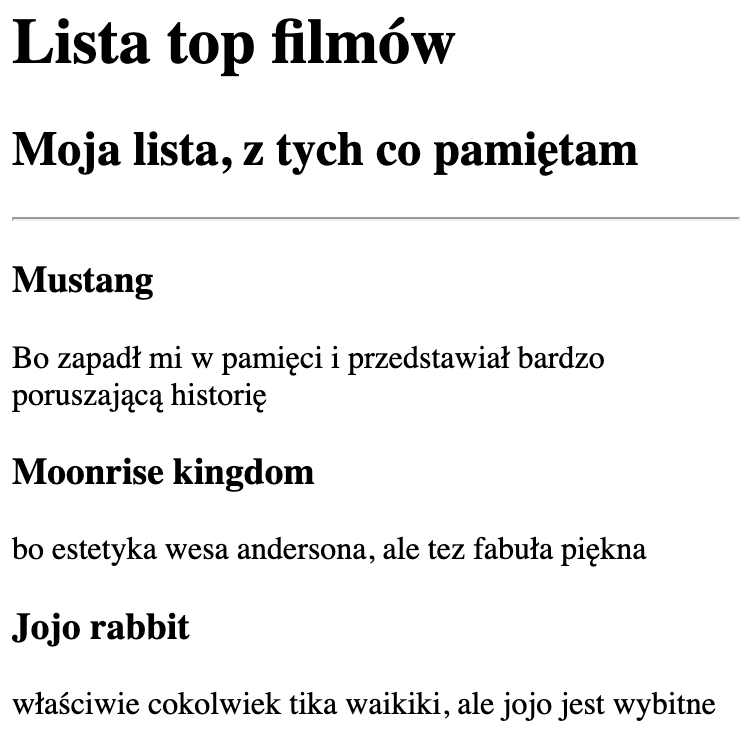 Lista top filmów
Moja lista, z tych co pamiętam
Mustang
Bo zapadł mi w pamięci i przedstawiał bardzo
poruszającą historię
Moonrise kingdom
bo estetyka wesa andersona, ale tez fabuła piękna
Jojo rabbit
właściwie cokolwiek tika waikiki, ale jojo jest wybitne